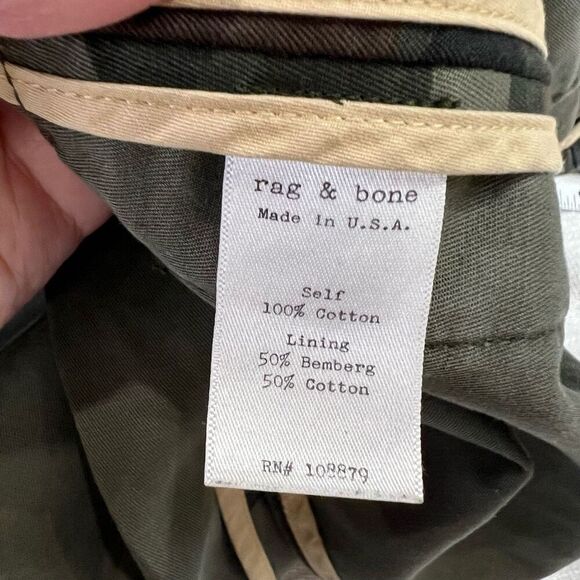 rag & bone
Made in U.S.A.
Self
100% Cotton
Lining
50% Bemberg
50% Cotton
RN# 108879